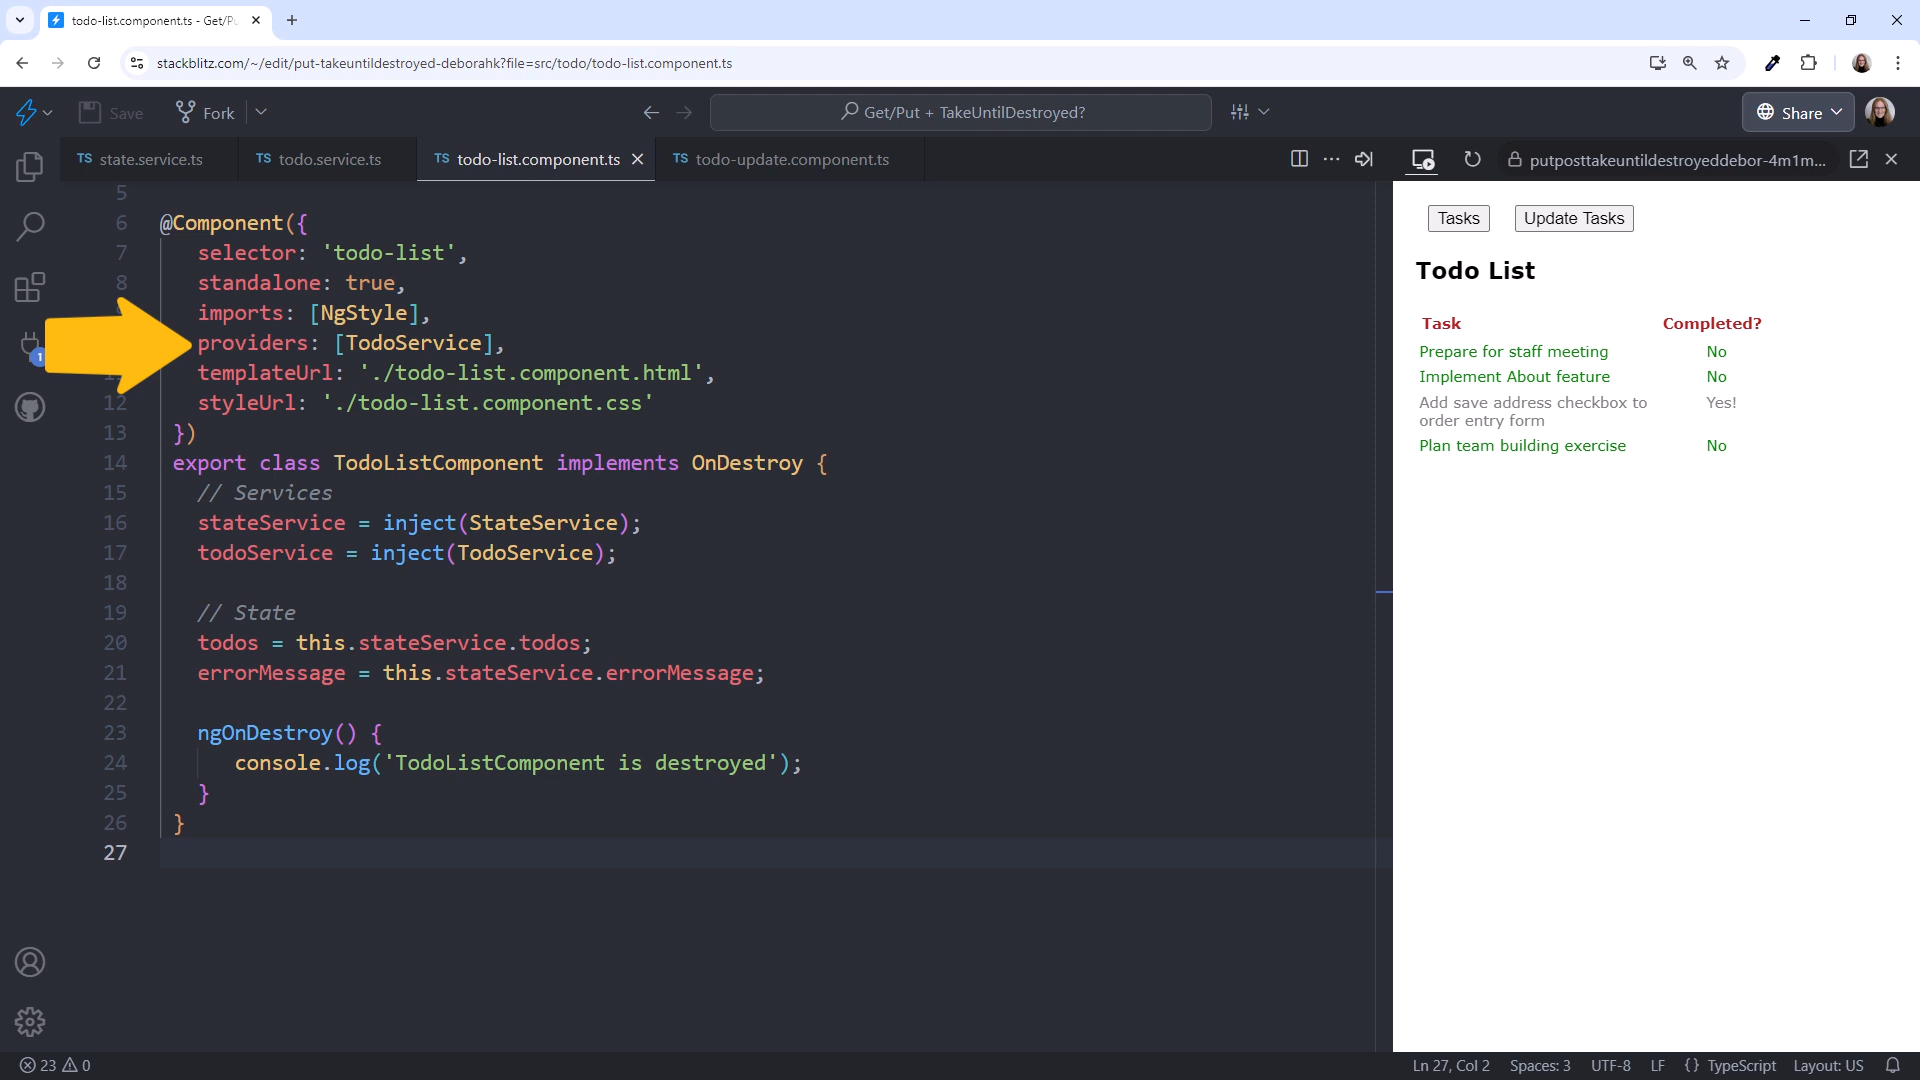 todo-list.component.ts - Get/Pu
stackblitz.com/~/edit/put-takeuntildestroyed-deborahk?file=src/todo/todo-list.component.ts
Save
Fork
Get/Put + TakeUntilDestroyed?
Share
TS state.service.ts
TS todo.service.ts
TS todo-list.component.ts
TS todo-update.component.ts
putposttakeuntildestroyeddebor-4m1m...
5
6 @Component({
7 selector: 'todo-list',
8 standalone: true,
imports: [NgStyle],
providers: [TodoService],
templateUrl: './todo-list.component.html',
12 styleUrl: './todo-list.component.css'
13 })
14 export class TodoListComponent implements OnDestroy {
15 // Services
16 stateService = inject(StateService);
17 todoService = inject(TodoService);
18
19 // State
20 todos = this.stateService.todos;
21 errorMessage = this.stateService.errorMessage;
22
23 ngOnDestroy() {
24 console.log('TodoListComponent is destroyed');
25 }
26 }
27
1
Tasks
Update Tasks
Todo List
Task Completed?
Prepare for staff meeting No
Implement About feature No
Add save address checkbox to Yes!
order entry form
Plan team building exercise No
23 0
Ln 27, Col 2 Spaces: 3 UTF-8 LF {} TypeScript Layout: US